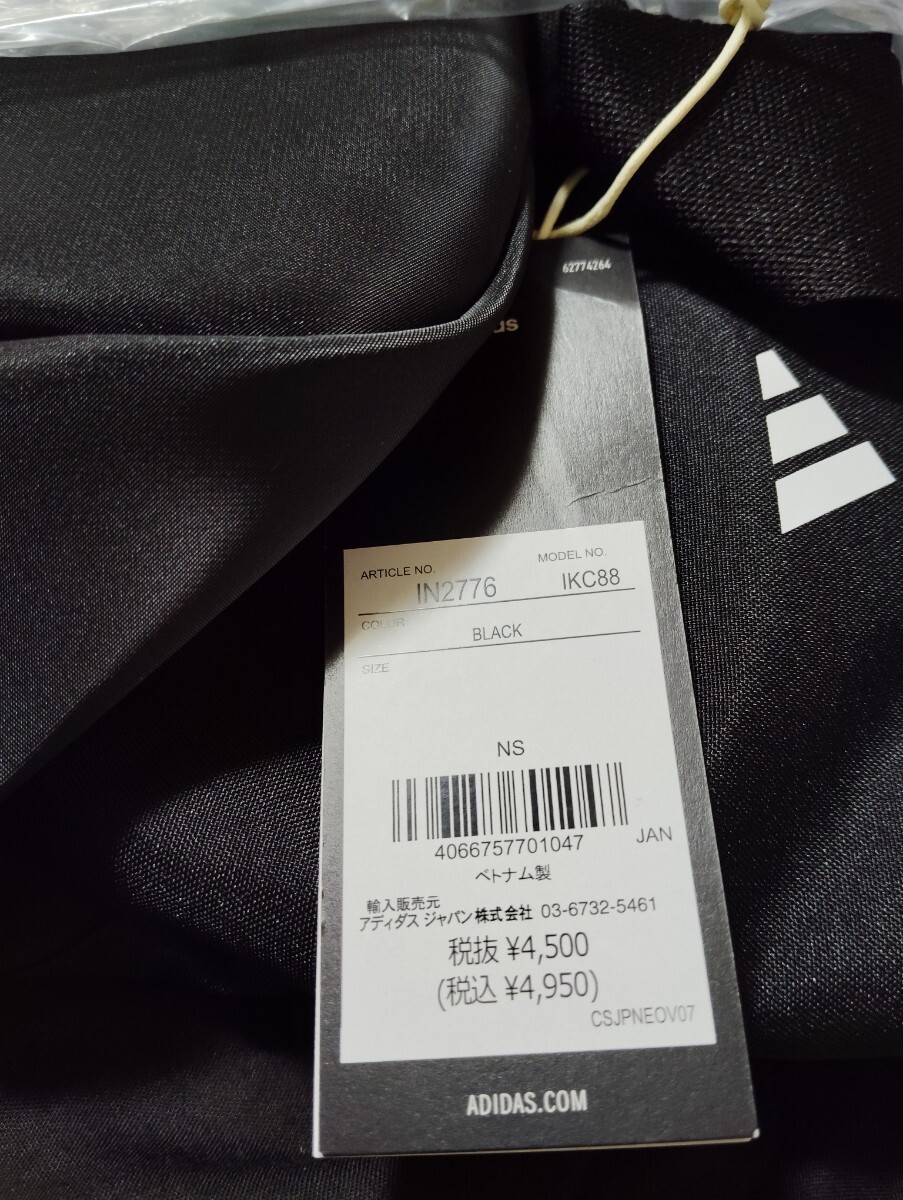 62774264
ARTICLE NO. MODEL NO.
IN2776 IKC88
COLOR
BLACK
SIZE
NS
4066757701047 JAN
ベトナム製
輸入販売元
アディダス ジャパン株式会社 03-6732-5461
税抜 ¥4,500
(税込 ¥4,950)
CSJPNEOV07
ADIDAS.COM